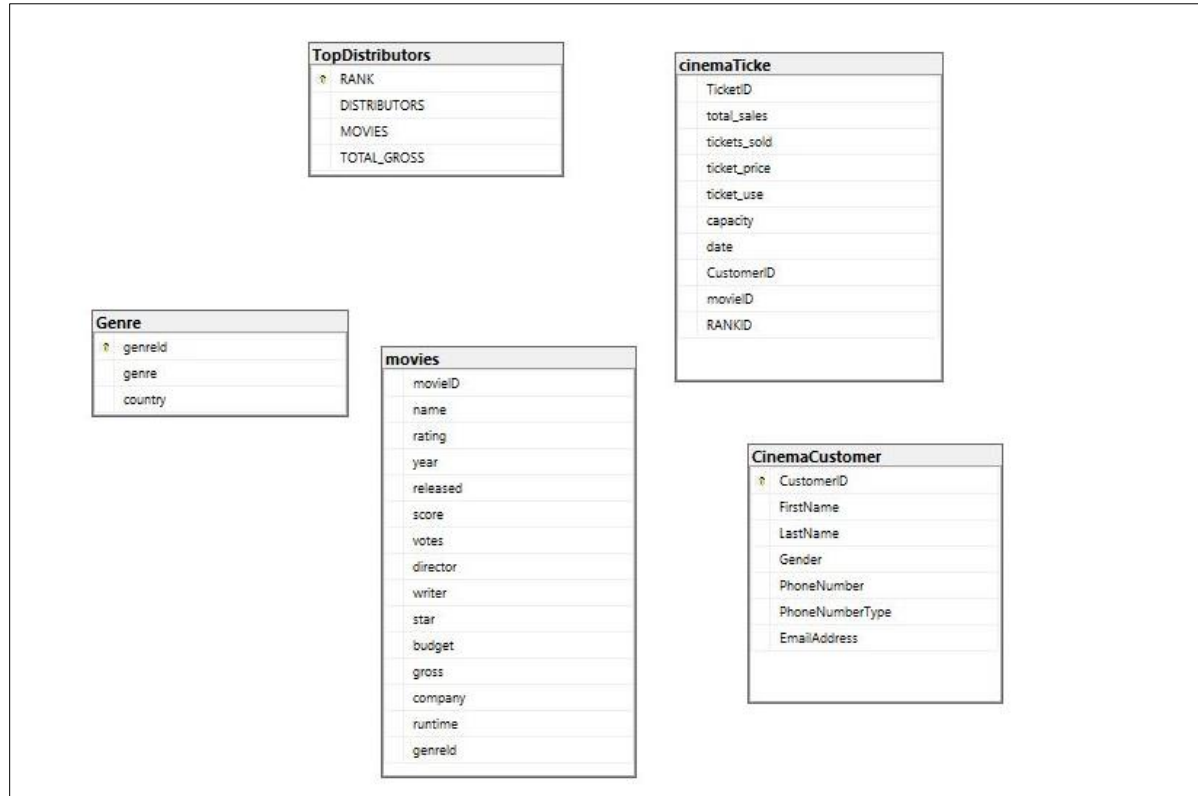 TopDistributors
RANK
DISTRIBUTORS
MOVIES
TOTAL_GROSS
cinemaTicke
TicketID
total_sales
tickets_sold
ticket_price
ticket_use
capacity
date
CustomerID
movieID
RANKID
Genre
genreId
genre
country
movies
movieID
name
rating
year
released
score
votes
director
writer
star
budget
gross
company
runtime
genreId
CinemaCustomer
CustomerID
FirstName
LastName
Gender
PhoneNumber
PhoneNumberType
EmailAddress